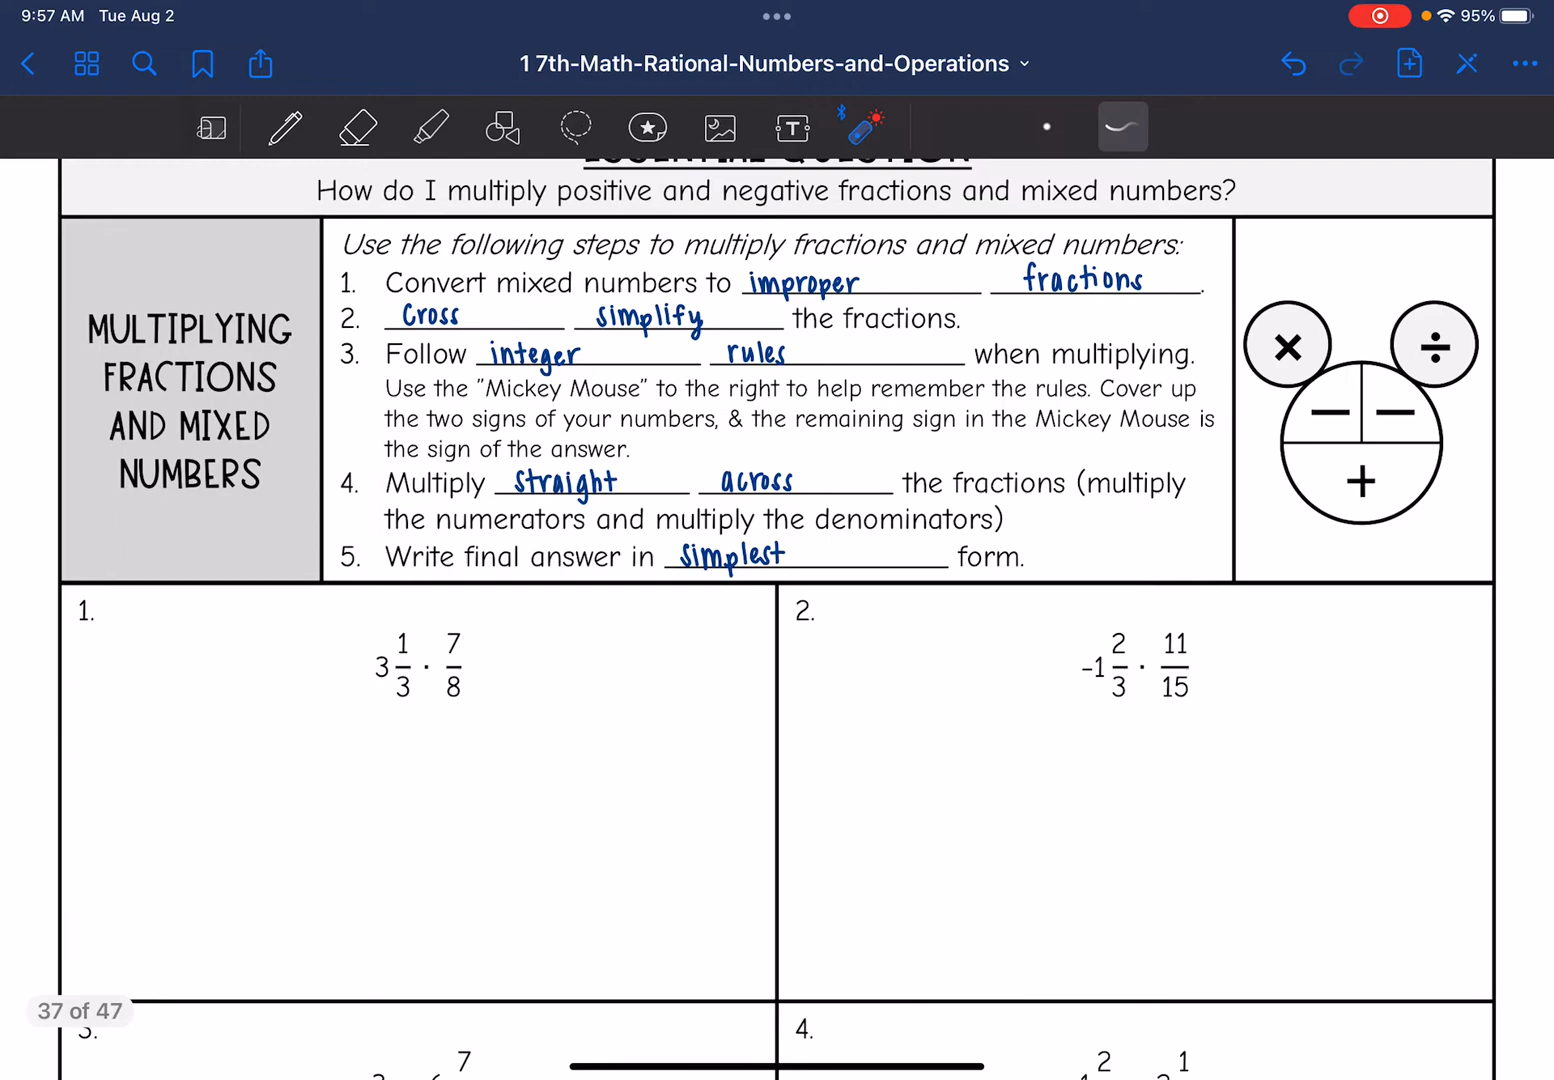 9:57 AM Tue Aug 2
95%
1 7th-Math-Rational-Numbers-and-Operations
T
ESSENTIAL QUESTION
How do I multiply positive and negative fractions and mixed numbers?
MULTIPLYING
FRACTIONS
AND MIXED
NUMBERS
Use the following steps to multiply fractions and mixed numbers:
1. Convert mixed numbers to improper fractions.
2. Cross simplify the fractions.
3. Follow integer rules when multiplying.
Use the "Mickey Mouse" to the right to help remember the rules. Cover up
the two signs of your numbers, & the remaining sign in the Mickey Mouse is
the sign of the answer.
4. Multiply straight across the fractions (multiply
the numerators and multiply the denominators)
5. Write final answer in simplest form.
× ÷
− −
+
1.
3 1/3 · 7/8
2.
-1 2/3 · 11/15
37 of 47
3.
7
4.
2 1